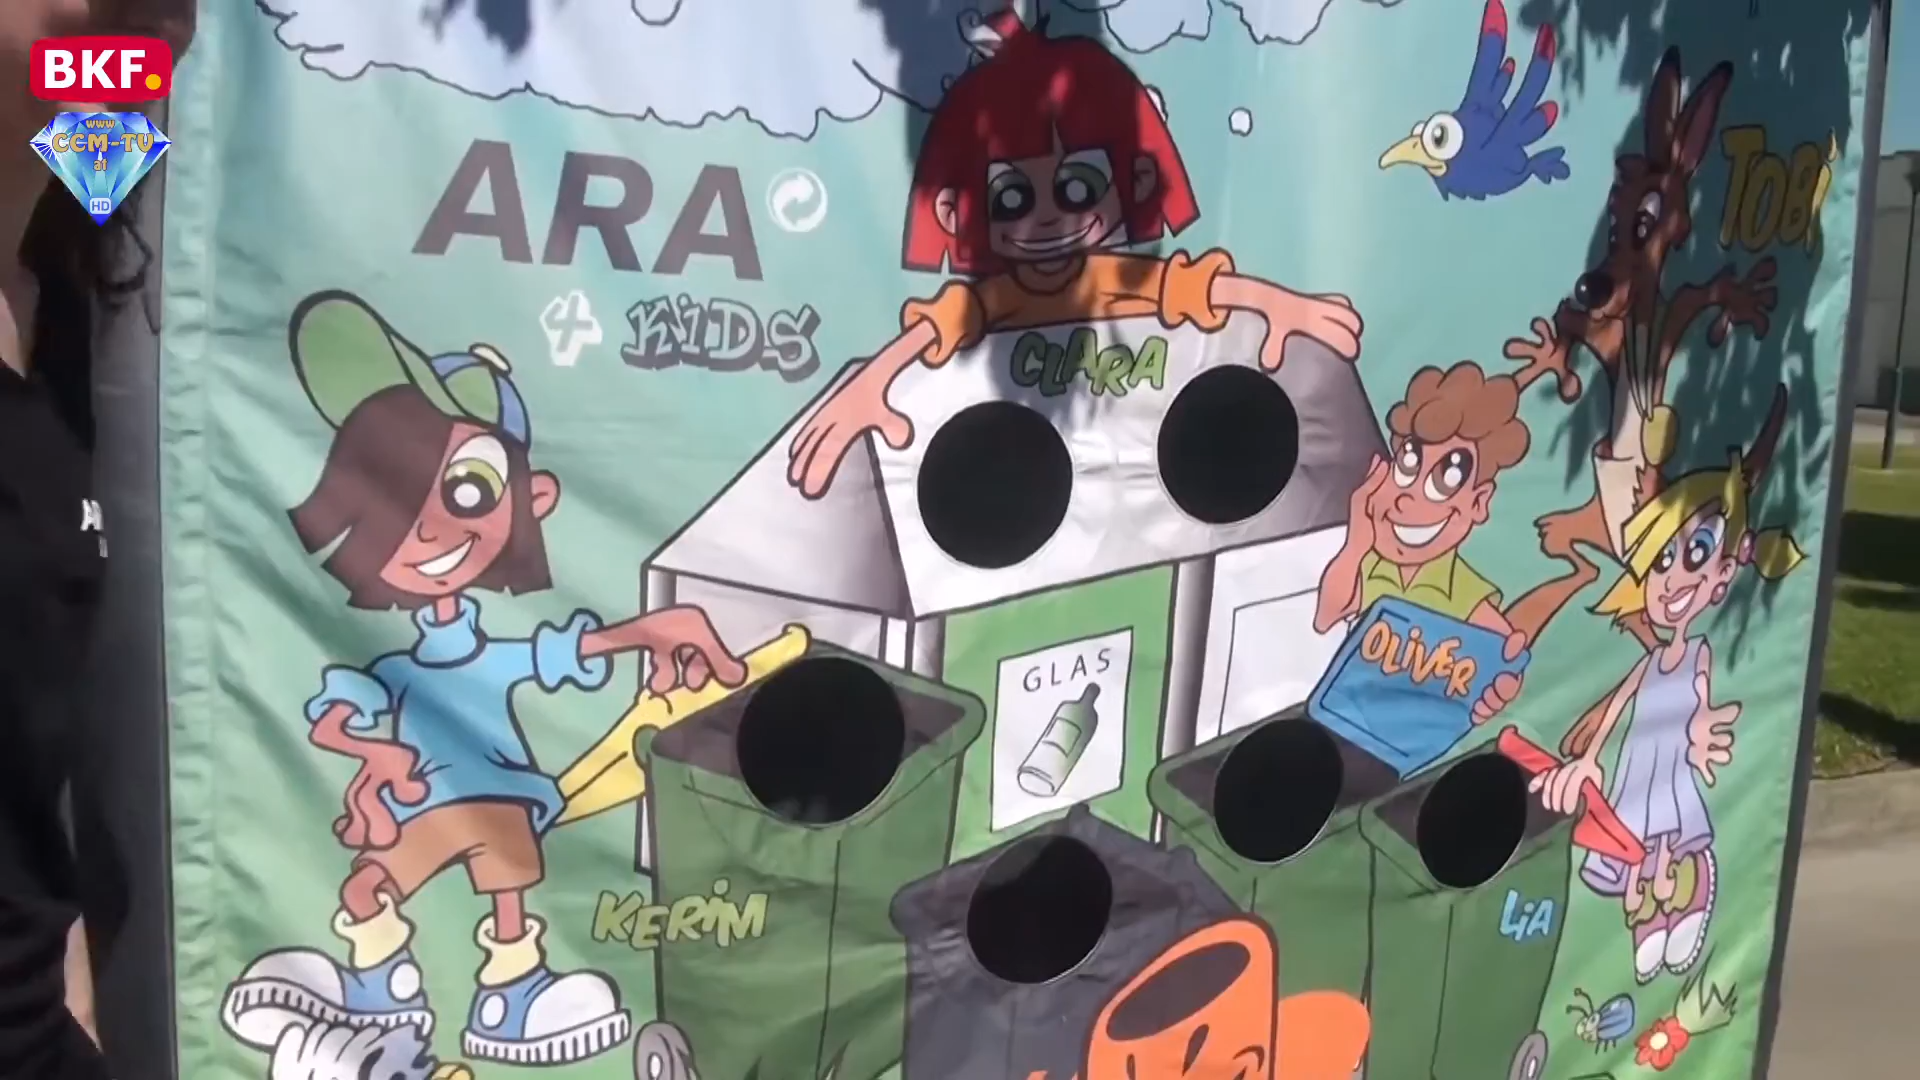 BKF.
www
CCM-TV
at
HD
ARA
4 KiDS
CLARA
TOBi
OLiVER
GLAS
KERiM
LiA